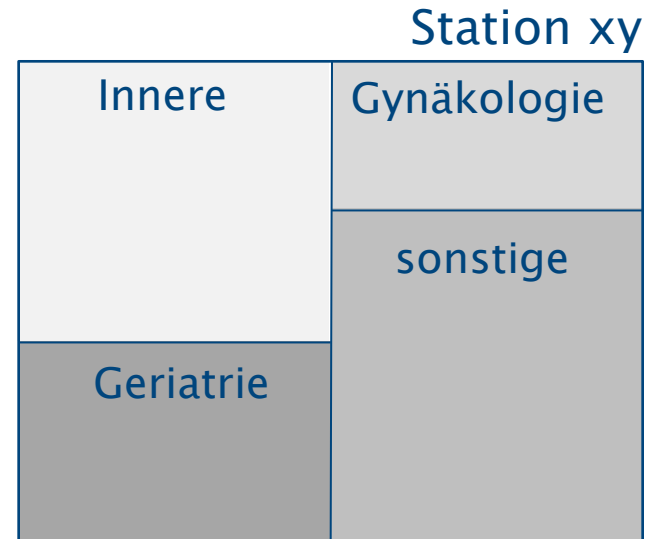 Station xy
Innere
Gynäkologie
sonstige
Geriatrie